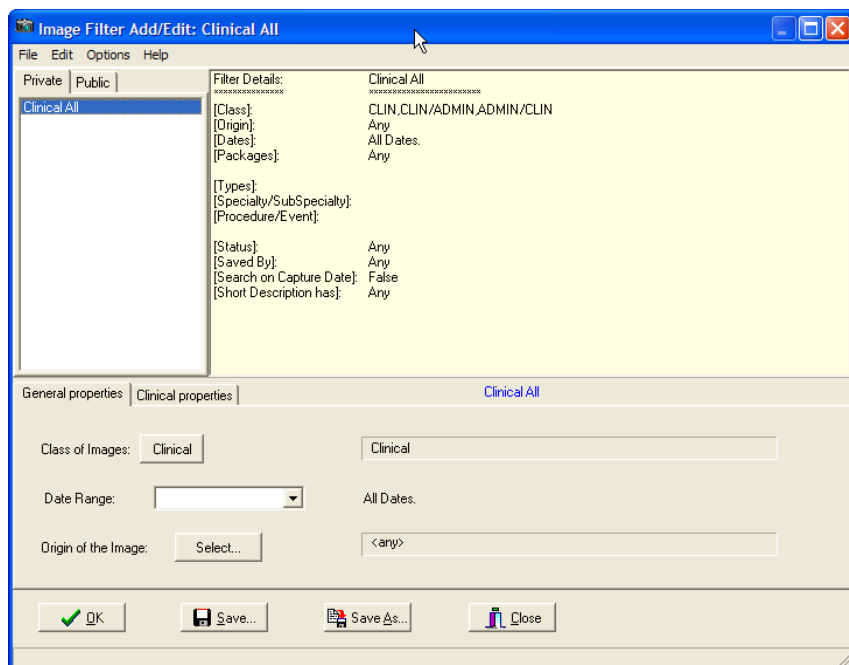 Image Filter Add/Edit: Clinical All
File Edit Options Help
Private Public
Clinical All
Filter Details: Clinical All
[Class]: CLIN,CLIN/ADMIN,ADMIN/CLIN
[Origin]: Any
[Dates]: All Dates.
[Packages]: Any
[Types]:
[Specialty/SubSpecialty]:
[Procedure/Event]:
[Status]: Any
[Saved By]: Any
[Search on Capture Date]: False
[Short Description has]: Any
General properties Clinical properties Clinical All
Class of Images: Clinical Clinical
Date Range: All Dates.
Origin of the Image: Select... <any>
OK Save... Save As... Close